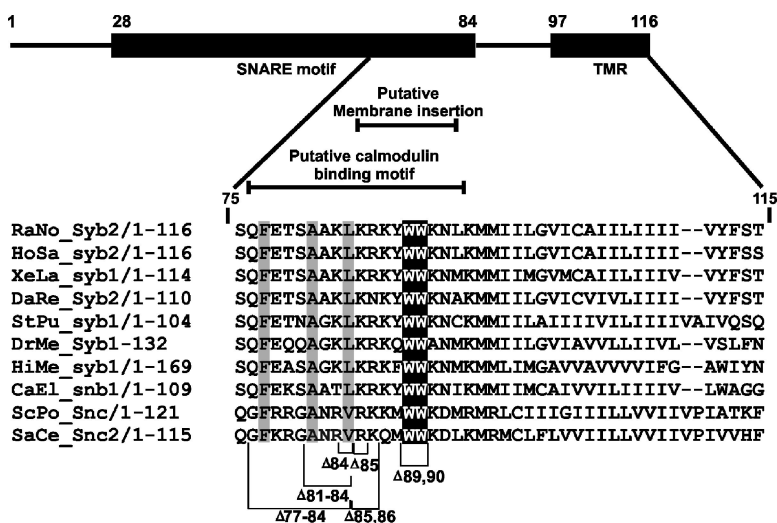 1 28 84 97 116
SNARE motif TMR
Putative
Membrane insertion
Putative calmodulin
binding motif
75 115
RaNo_Syb2/1-116 SQFETSAAKLKRKYWWKNLKMMIILGVICAIILIIII--VYFST
HoSa_Syb2/1-116 SQFETSAAKLKRKYWWKNLKMMIILGVICAIILIIII--VYFSS
XeLa_syb1/1-114 SQFETSAAKLKRKYWWKNMKMMIIMGVMCAIILIIIV--VYFST
DaRe_Syb2/1-110 SQFETSAAKLKNKYWWKNAKMMIILGVICVIVLIIII--VYFST
StPu_syb1/1-104 SQFETNAGKLKRKYWWKNCKMMIILAIIIIVILIIIIVAIVQSQ
DrMe_Syb1-132 SQFEQQAGKLKRKQWWANMKMMIILGVIAVVLLIIVL--VSLFN
HiMe_syb1/1-169 SQFEASAGKLKRKFWWKNLKMMLIMGVVAVVVVIFG--AWIYN
CaEl_snb1/1-109 SQFEKSAATLKRKYWWKNIKMMIIMCAIVVILIIIV--LWAGG
ScPo_Snc/1-121 QGFRRGANRVRKKMWWKDMRMRLCIIIGIIILLVVIIVPIATKF
SaCe_Snc2/1-115 QGFKRGANRVRKQMWWKDLKMRMCLFLVVIILLVVIIVPIVVHF
Δ84 Δ85 Δ89,90
Δ81-84
Δ77-84 Δ85,86